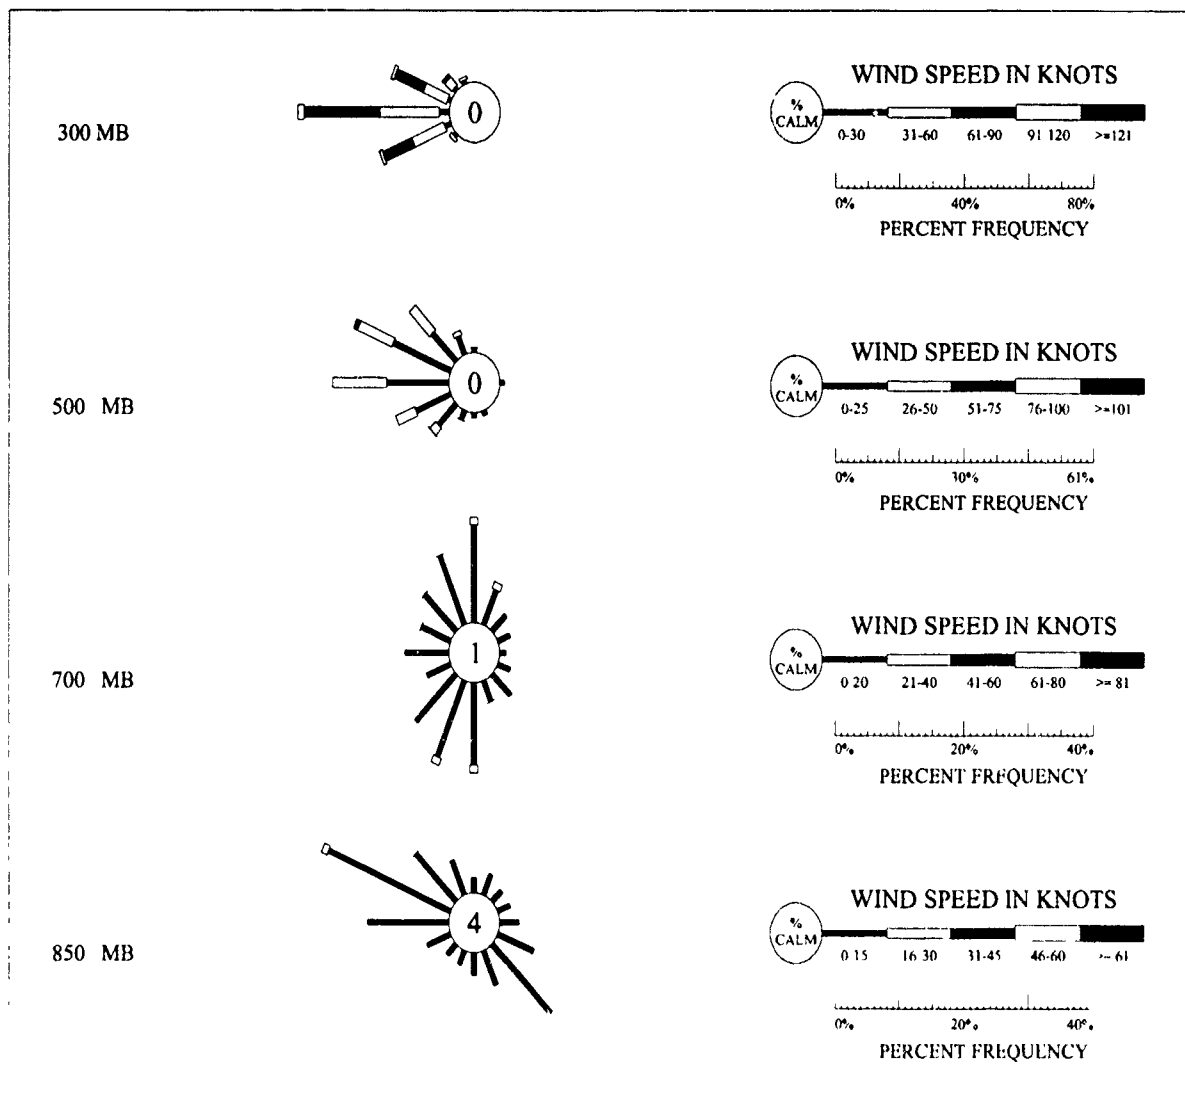 WIND SPEED IN KNOTS
300 MB
0
% CALM
0-30 31-60 61-90 91-120 >=121
0% 40% 80%
PERCENT FREQUENCY
WIND SPEED IN KNOTS
500 MB
0
% CALM
0-25 26-50 51-75 76-100 >=101
0% 30% 61%
PERCENT FREQUENCY
WIND SPEED IN KNOTS
700 MB
1
% CALM
0-20 21-40 41-60 61-80 >= 81
0% 20% 40%
PERCENT FREQUENCY
WIND SPEED IN KNOTS
850 MB
4
% CALM
0-15 16-30 31-45 46-60 >= 61
0% 20% 40%
PERCENT FREQUENCY